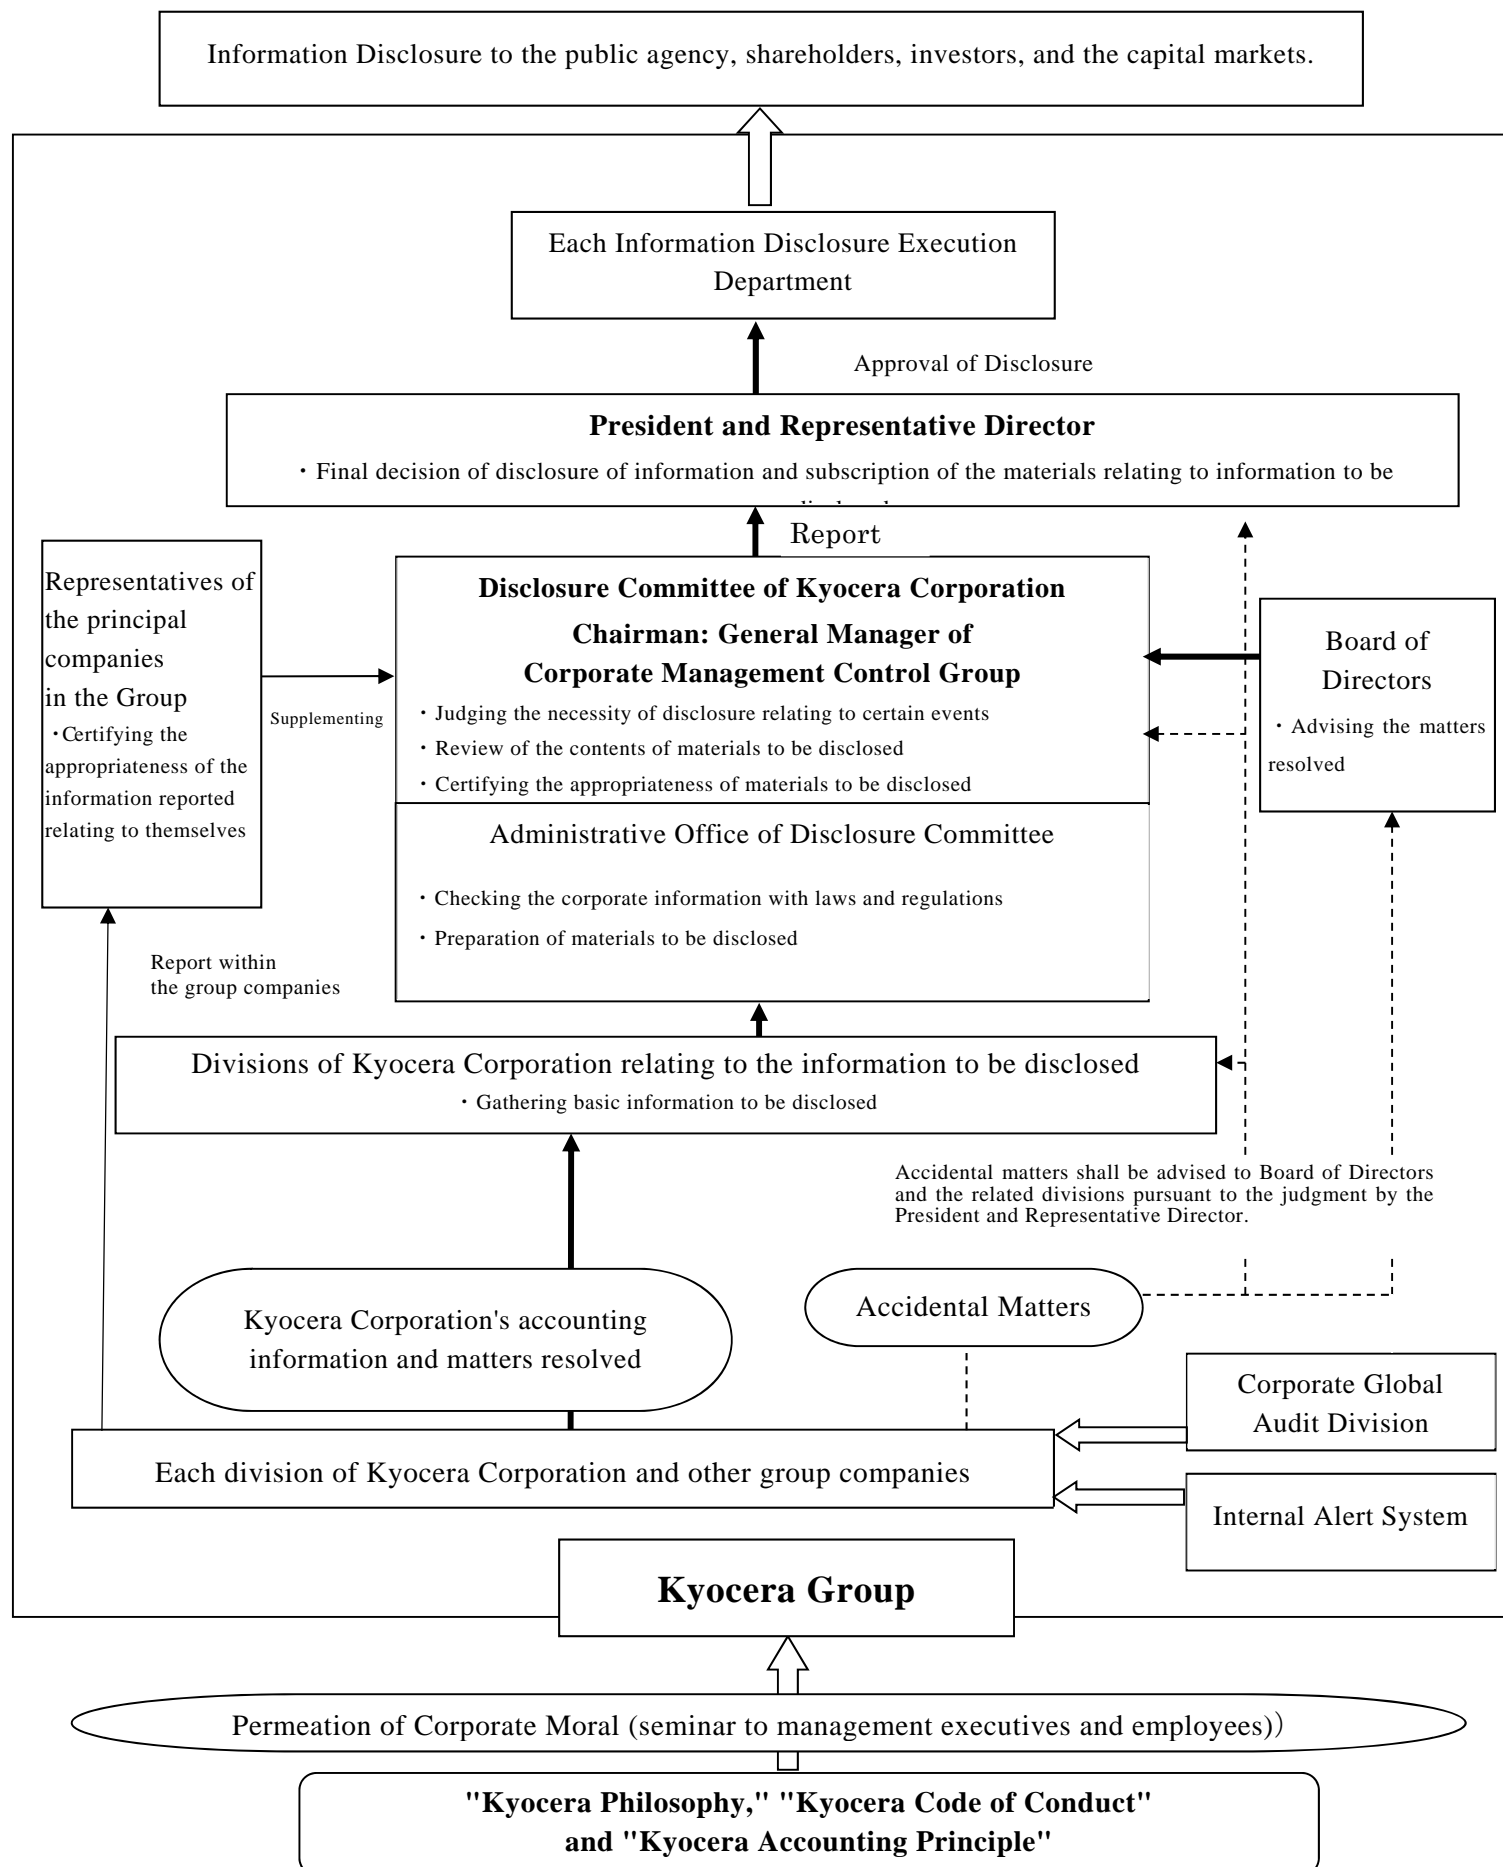 Information Disclosure to the public agency, shareholders, investors, and the capital markets.
Each Information Disclosure Execution
Department
Approval of Disclosure
President and Representative Director
・Final decision of disclosure of information and subscription of the materials relating to information to be
Report
Representatives of
the principal
companies
in the Group
・Certifying the
appropriateness of the
information reported
relating to themselves
Supplementing
Disclosure Committee of Kyocera Corporation
Chairman: General Manager of
Corporate Management Control Group
・Judging the necessity of disclosure relating to certain events
・Review of the contents of materials to be disclosed
・Certifying the appropriateness of materials to be disclosed
Board of
Directors
・Advising the matters
resolved
Administrative Office of Disclosure Committee
・Checking the corporate information with laws and regulations
・Preparation of materials to be disclosed
Report within
the group companies
Divisions of Kyocera Corporation relating to the information to be disclosed
・Gathering basic information to be disclosed
Accidental matters shall be advised to Board of Directors
and the related divisions pursuant to the judgment by the
President and Representative Director.
Kyocera Corporation's accounting
information and matters resolved
Accidental Matters
Corporate Global
Audit Division
Each division of Kyocera Corporation and other group companies
Internal Alert System
Kyocera Group
Permeation of Corporate Moral (seminar to management executives and employees)）
"Kyocera Philosophy," "Kyocera Code of Conduct"
and "Kyocera Accounting Principle"